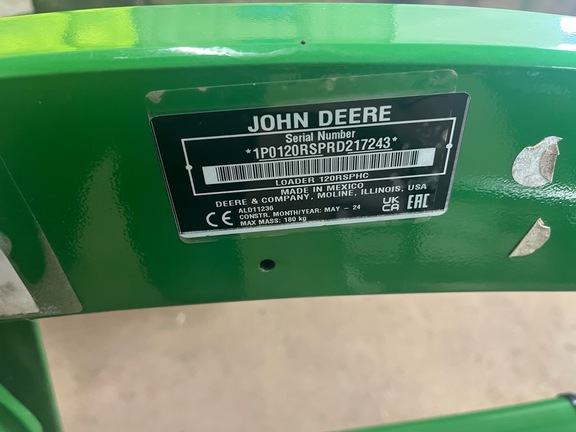 JOHN DEERE
Serial Number
*1P0120RSPRD217243*
LOADER 120RSPHC
MADE IN MEXICO
DEERE & COMPANY, MOLINE, ILLINOIS, USA
ALD11236
CONSTR. MONTH/YEAR: MAY - 24
MAX MASS: 180 kg
CE
UK
CA
EAC